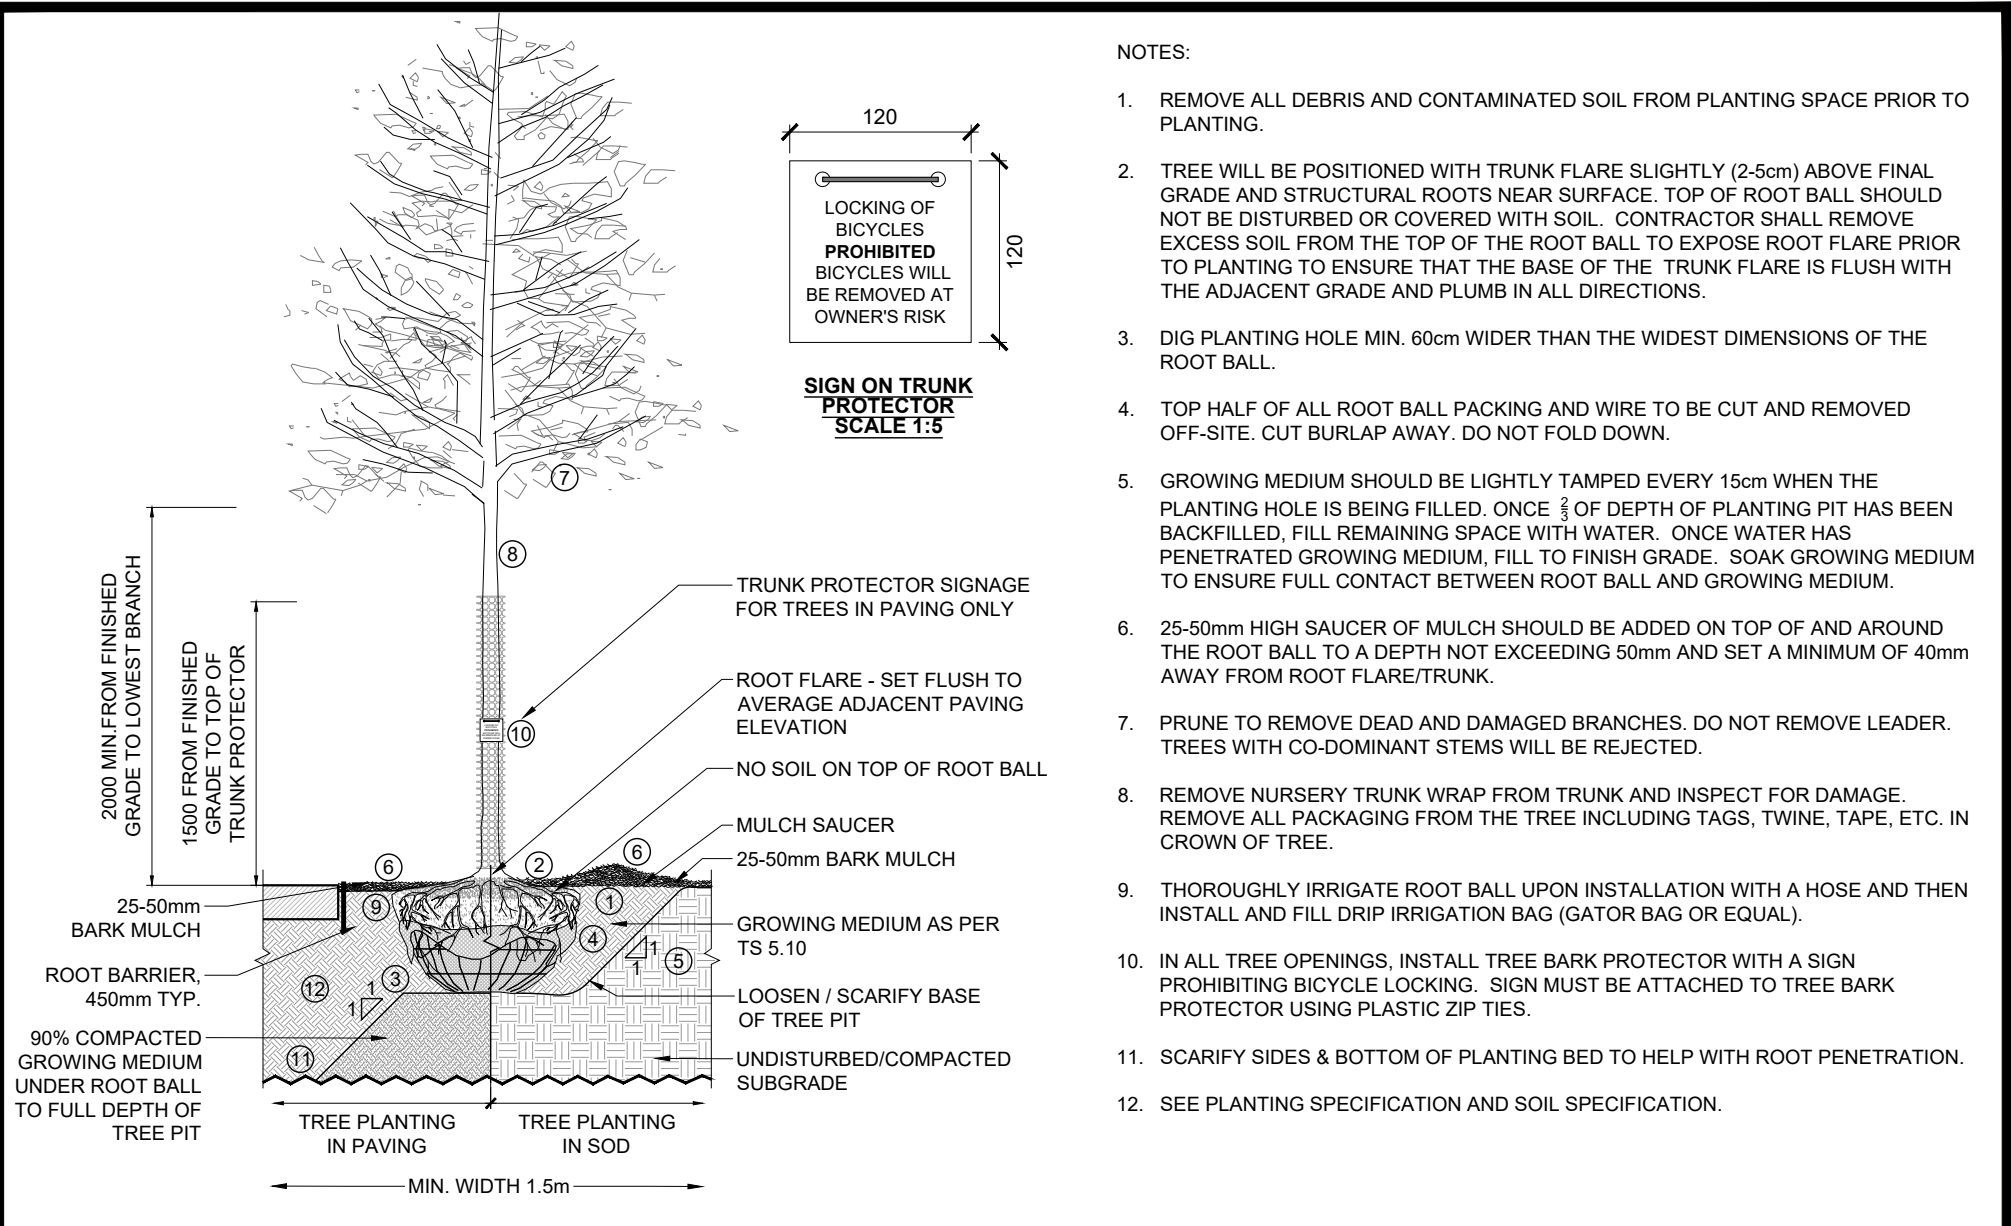 120
120
LOCKING OF
BICYCLES
PROHIBITED
BICYCLES WILL
BE REMOVED AT
OWNER'S RISK
SIGN ON TRUNK
PROTECTOR
SCALE 1:5
7
8
2000 MIN.FROM FINISHED
GRADE TO LOWEST BRANCH
1500 FROM FINISHED
GRADE TO TOP OF
TRUNK PROTECTOR
TRUNK PROTECTOR SIGNAGE
FOR TREES IN PAVING ONLY
10
ROOT FLARE - SET FLUSH TO
AVERAGE ADJACENT PAVING
ELEVATION
NO SOIL ON TOP OF ROOT BALL
MULCH SAUCER
25-50mm BARK MULCH
6
2
6
25-50mm
BARK MULCH
9
1
GROWING MEDIUM AS PER
TS 5.10
4
1
1
5
ROOT BARRIER,
450mm TYP.
3
12
1
1
LOOSEN / SCARIFY BASE
OF TREE PIT
90% COMPACTED
GROWING MEDIUM
UNDER ROOT BALL
TO FULL DEPTH OF
TREE PIT
11
UNDISTURBED/COMPACTED
SUBGRADE
TREE PLANTING
IN PAVING
TREE PLANTING
IN SOD
MIN. WIDTH 1.5m
NOTES:
1. REMOVE ALL DEBRIS AND CONTAMINATED SOIL FROM PLANTING SPACE PRIOR TO
PLANTING.
2. TREE WILL BE POSITIONED WITH TRUNK FLARE SLIGHTLY (2-5cm) ABOVE FINAL
GRADE AND STRUCTURAL ROOTS NEAR SURFACE. TOP OF ROOT BALL SHOULD
NOT BE DISTURBED OR COVERED WITH SOIL. CONTRACTOR SHALL REMOVE
EXCESS SOIL FROM THE TOP OF THE ROOT BALL TO EXPOSE ROOT FLARE PRIOR
TO PLANTING TO ENSURE THAT THE BASE OF THE TRUNK FLARE IS FLUSH WITH
THE ADJACENT GRADE AND PLUMB IN ALL DIRECTIONS.
3. DIG PLANTING HOLE MIN. 60cm WIDER THAN THE WIDEST DIMENSIONS OF THE
ROOT BALL.
4. TOP HALF OF ALL ROOT BALL PACKING AND WIRE TO BE CUT AND REMOVED
OFF-SITE. CUT BURLAP AWAY. DO NOT FOLD DOWN.
5. GROWING MEDIUM SHOULD BE LIGHTLY TAMPED EVERY 15cm WHEN THE
PLANTING HOLE IS BEING FILLED. ONCE 2/3 OF DEPTH OF PLANTING PIT HAS BEEN
BACKFILLED, FILL REMAINING SPACE WITH WATER. ONCE WATER HAS
PENETRATED GROWING MEDIUM, FILL TO FINISH GRADE. SOAK GROWING MEDIUM
TO ENSURE FULL CONTACT BETWEEN ROOT BALL AND GROWING MEDIUM.
6. 25-50mm HIGH SAUCER OF MULCH SHOULD BE ADDED ON TOP OF AND AROUND
THE ROOT BALL TO A DEPTH NOT EXCEEDING 50mm AND SET A MINIMUM OF 40mm
AWAY FROM ROOT FLARE/TRUNK.
7. PRUNE TO REMOVE DEAD AND DAMAGED BRANCHES. DO NOT REMOVE LEADER.
TREES WITH CO-DOMINANT STEMS WILL BE REJECTED.
8. REMOVE NURSERY TRUNK WRAP FROM TRUNK AND INSPECT FOR DAMAGE.
REMOVE ALL PACKAGING FROM THE TREE INCLUDING TAGS, TWINE, TAPE, ETC. IN
CROWN OF TREE.
9. THOROUGHLY IRRIGATE ROOT BALL UPON INSTALLATION WITH A HOSE AND THEN
INSTALL AND FILL DRIP IRRIGATION BAG (GATOR BAG OR EQUAL).
10. IN ALL TREE OPENINGS, INSTALL TREE BARK PROTECTOR WITH A SIGN
PROHIBITING BICYCLE LOCKING. SIGN MUST BE ATTACHED TO TREE BARK
PROTECTOR USING PLASTIC ZIP TIES.
11. SCARIFY SIDES & BOTTOM OF PLANTING BED TO HELP WITH ROOT PENETRATION.
12. SEE PLANTING SPECIFICATION AND SOIL SPECIFICATION.